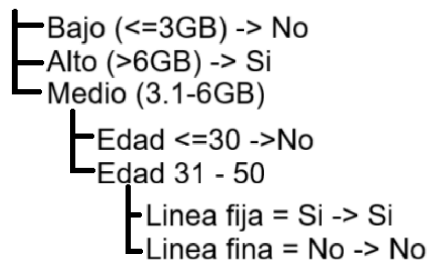 Bajo (<=3GB) -> No
Alto (>6GB) -> Si
Medio (3.1-6GB)
Edad <=30 ->No
Edad 31 - 50
Linea fija = Si -> Si
Linea fina = No -> No